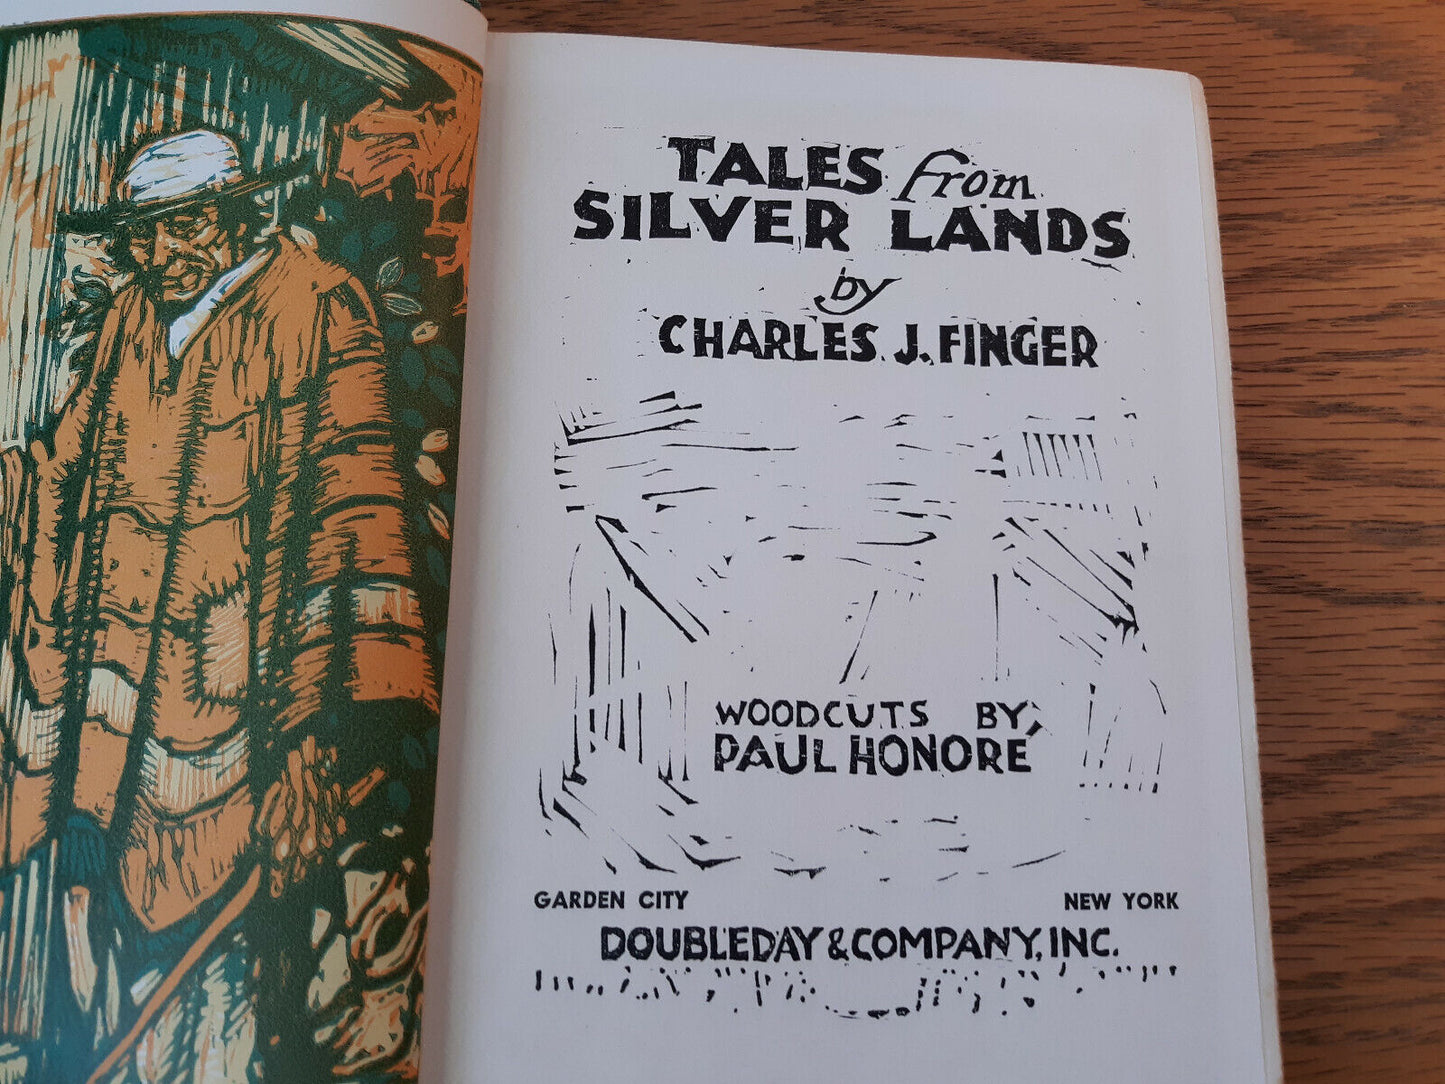 TALES from
SILVER LANDS
by
CHARLES J. FINGER
WOODCUTS BY
PAUL HONORÉ
GARDEN CITY NEW YORK
DOUBLEDAY & COMPANY, INC.